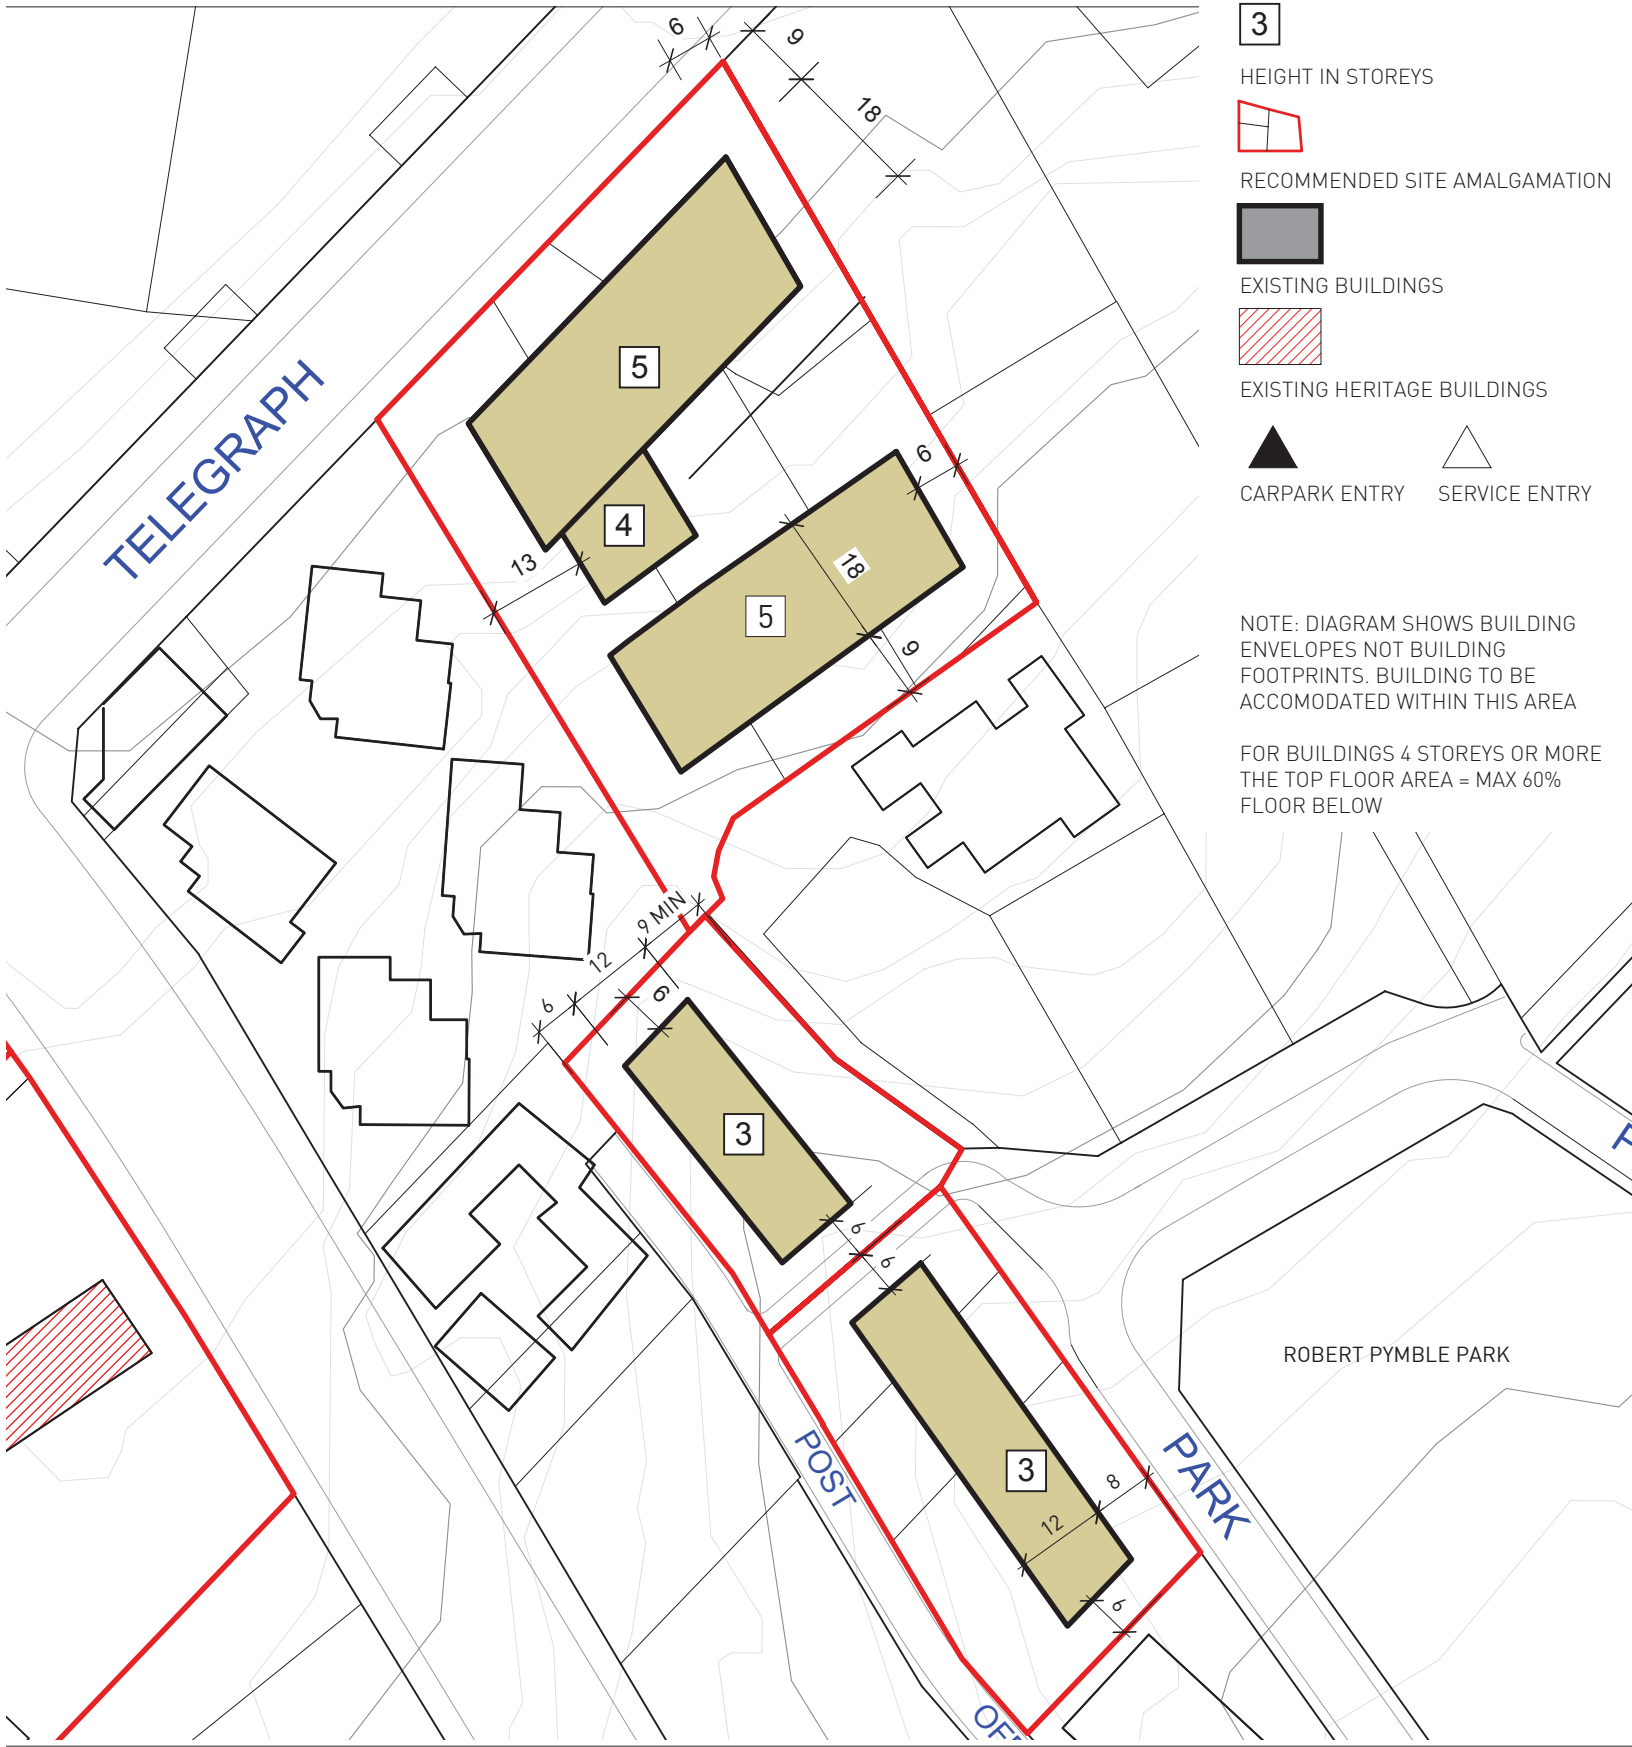 3
HEIGHT IN STOREYS
RECOMMENDED SITE AMALGAMATION
EXISTING BUILDINGS
EXISTING HERITAGE BUILDINGS
CARPARK ENTRY SERVICE ENTRY
NOTE: DIAGRAM SHOWS BUILDING
ENVELOPES NOT BUILDING
FOOTPRINTS. BUILDING TO BE
ACCOMODATED WITHIN THIS AREA
FOR BUILDINGS 4 STOREYS OR MORE
THE TOP FLOOR AREA = MAX 60%
FLOOR BELOW
6
9
18
TELEGRAPH
5
4
13
6
18
5
9
9 MIN
12
6
6
3
6
6
ROBERT PYMBLE PARK
POST
PARK
3
8
12
6